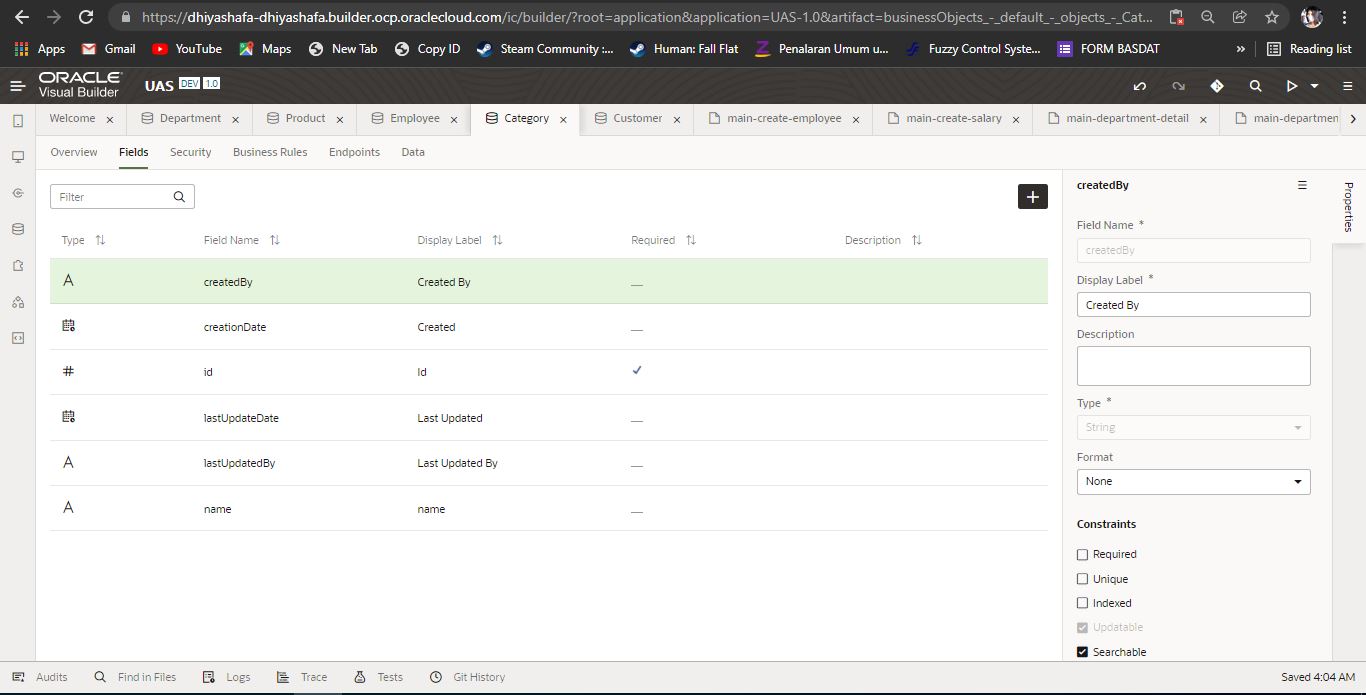 https://dhiyashafa-dhiyashafa.builder.ocp.oraclecloud.com/ic/builder/?root=application&application=UAS-1.0&artifact=businessObjects_-_default_-_objects_-_Cat...
Apps Gmail YouTube Maps New Tab Copy ID Steam Community :... Human: Fall Flat Penalaran Umum u... Fuzzy Control Syste... FORM BASDAT » Reading list
ORACLE
Visual Builder
UAS DEV 1.0
Welcome Department Product Employee Category Customer main-create-employee main-create-salary main-department-detail main-departmen
Overview Fields Security Business Rules Endpoints Data
Filter
Type Field Name Display Label Required Description
A createdBy Created By
creationDate Created
# id Id
lastUpdateDate Last Updated
A lastUpdatedBy Last Updated By
A name name
createdBy
Properties
Field Name *
createdBy
Display Label *
Created By
Description
Type *
String
Format
None
Constraints
Required
Unique
Indexed
Updatable
Searchable
Audits Find in Files Logs Trace Tests Git History Saved 4:04 AM